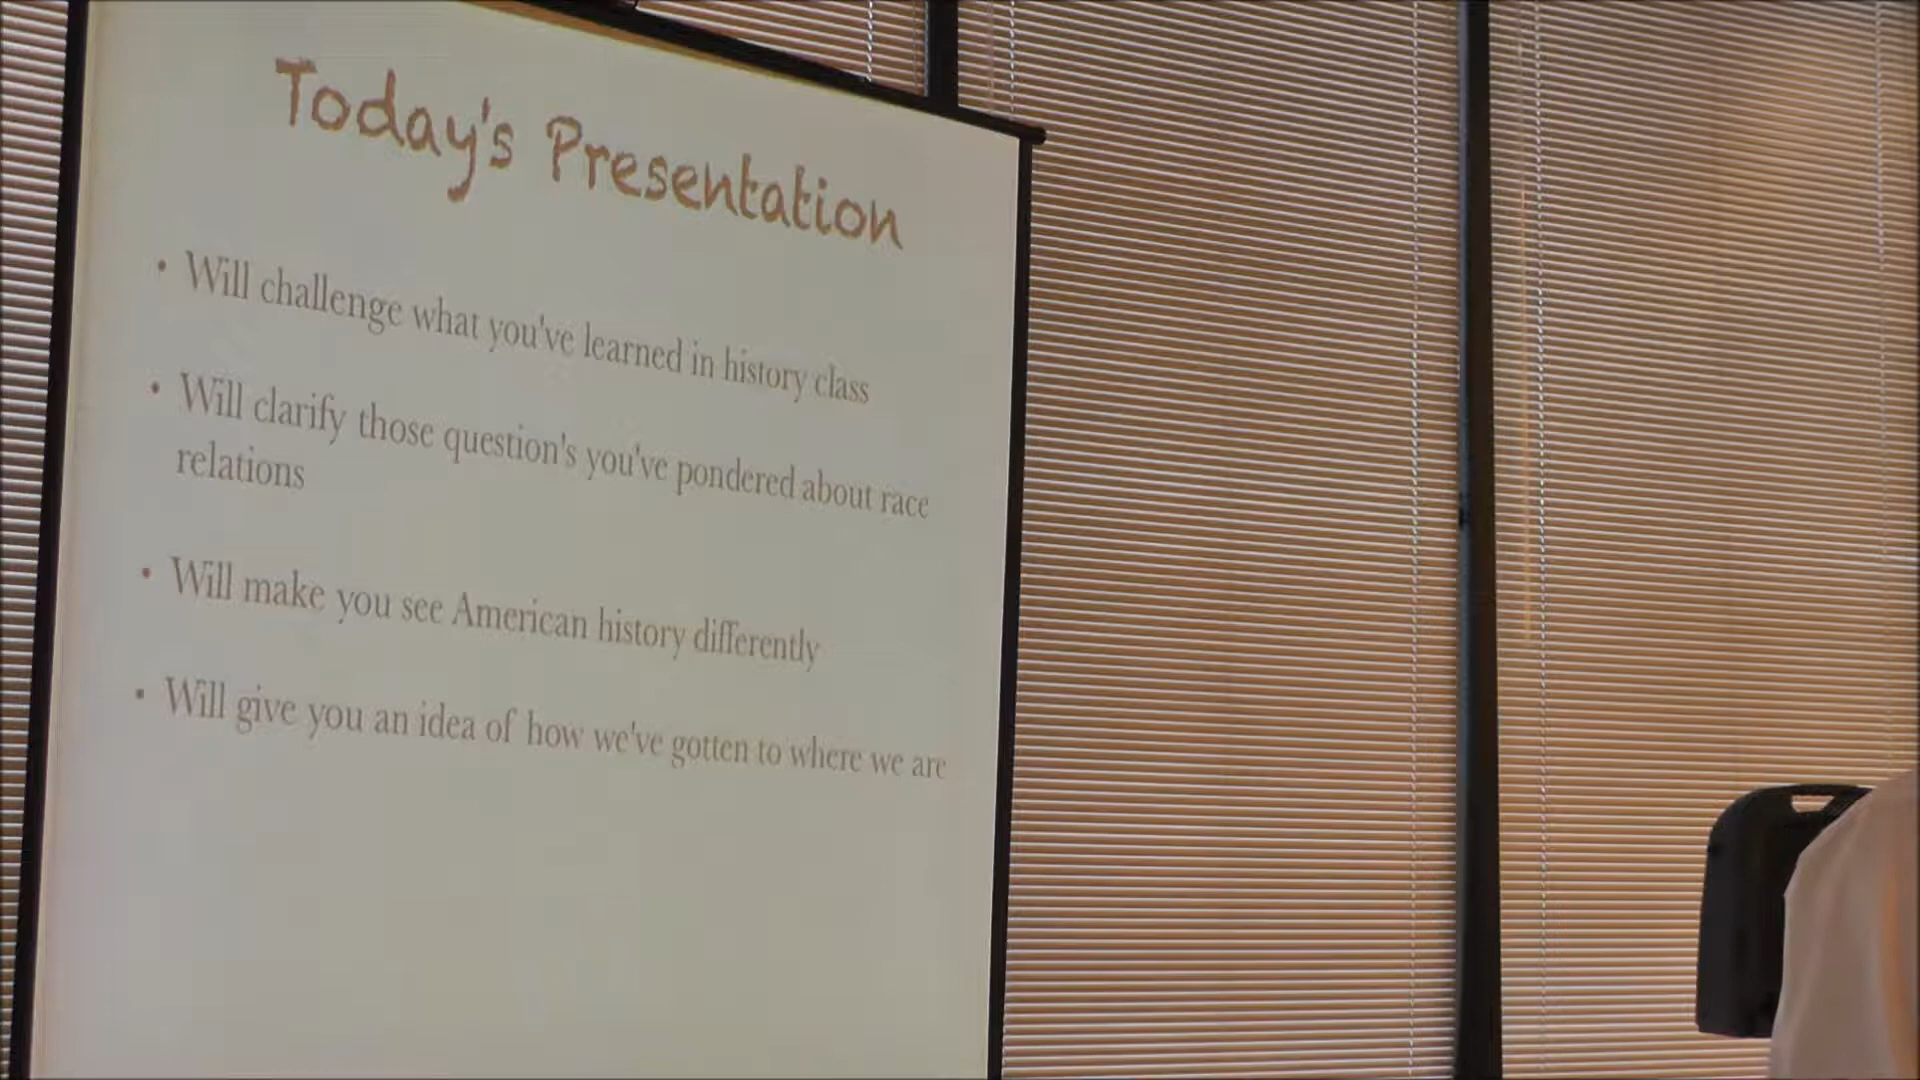 Today's Presentation
• Will challenge what you've learned in history class
• Will clarify those question's you've pondered about race
relations
• Will make you see American history differently
• Will give you an idea of how we've gotten to where we are